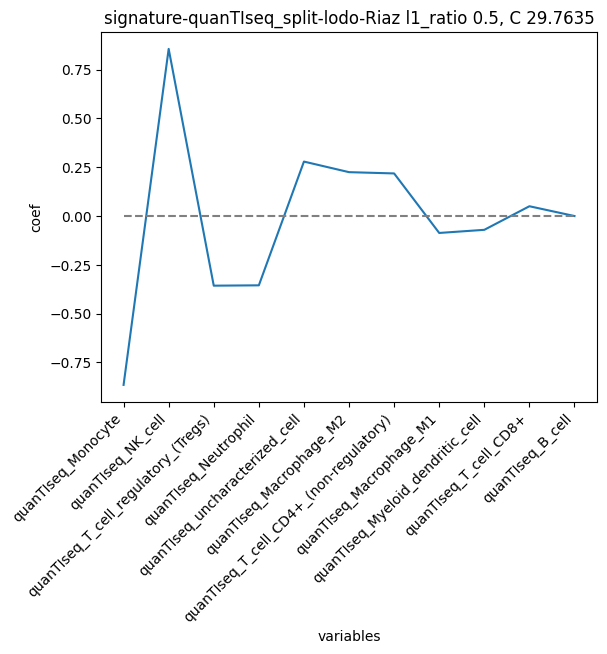 signature-quanTIseq_split-lodo-Riaz l1_ratio 0.5, C 29.7635
coef
0.75
0.50
0.25
0.00
−0.25
−0.50
−0.75
quanTIseq_Monocyte
quanTIseq_NK_cell
quanTIseq_T_cell_regulatory_(Tregs)
quanTIseq_Neutrophil
quanTIseq_uncharacterized_cell
quanTIseq_Macrophage_M2
quanTIseq_T_cell_CD4+_(non-regulatory)
quanTIseq_Macrophage_M1
quanTIseq_Myeloid_dendritic_cell
quanTIseq_T_cell_CD8+
quanTIseq_B_cell
variables